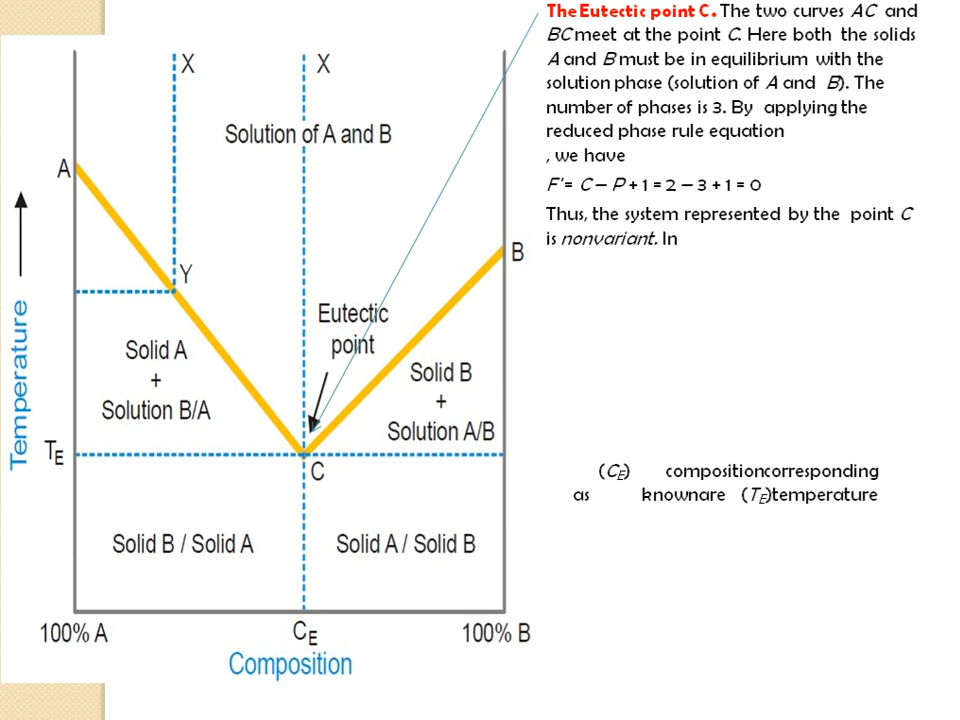 The Eutectic point C. The two curves AC and
BC meet at the point C. Here both the solids
A and B must be in equilibrium with the
solution phase (solution of A and B). The
number of phases is 3. By applying the
reduced phase rule equation
, we have
F' = C – P + 1 = 2 – 3 + 1 = 0
Thus, the system represented by the point C
is nonvariant. In
(CE) compositioncorresponding
as knownare (TE)temperature
X X
Solution of A and B
A
B
Y
Eutectic
point
Solid A
+
Solution B/A
Solid B
+
Solution A/B
Temperature
TE
C
Solid B / Solid A Solid A / Solid B
100% A CE 100% B
Composition